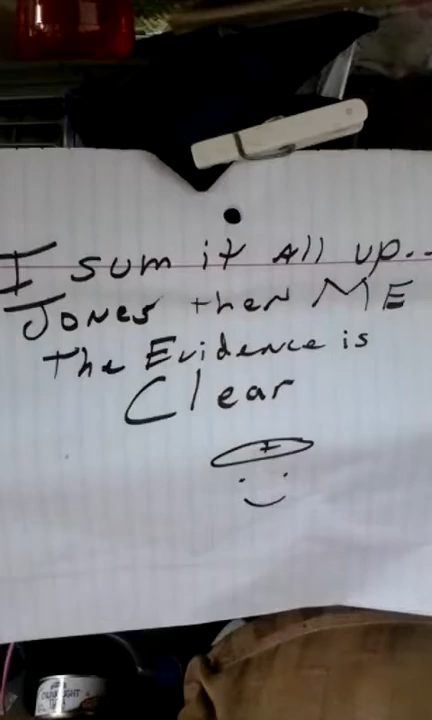 I sum it All up..
JONes then ME
The Evidence is
Clear